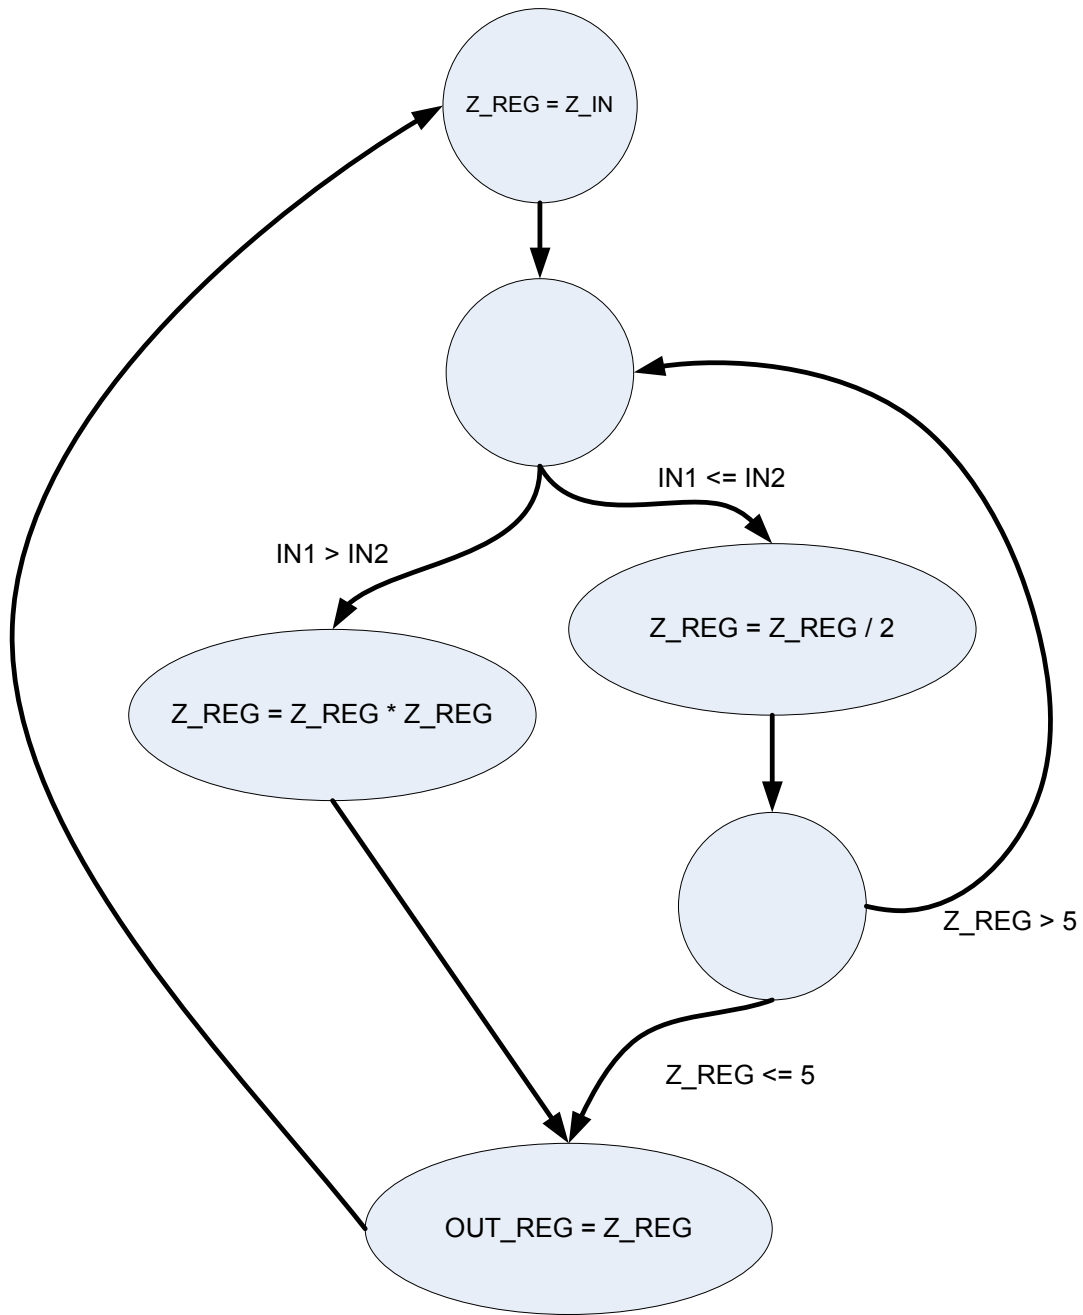 Z_REG = Z_IN
IN1 <= IN2
IN1 > IN2
Z_REG = Z_REG / 2
Z_REG = Z_REG * Z_REG
Z_REG > 5
Z_REG <= 5
OUT_REG = Z_REG